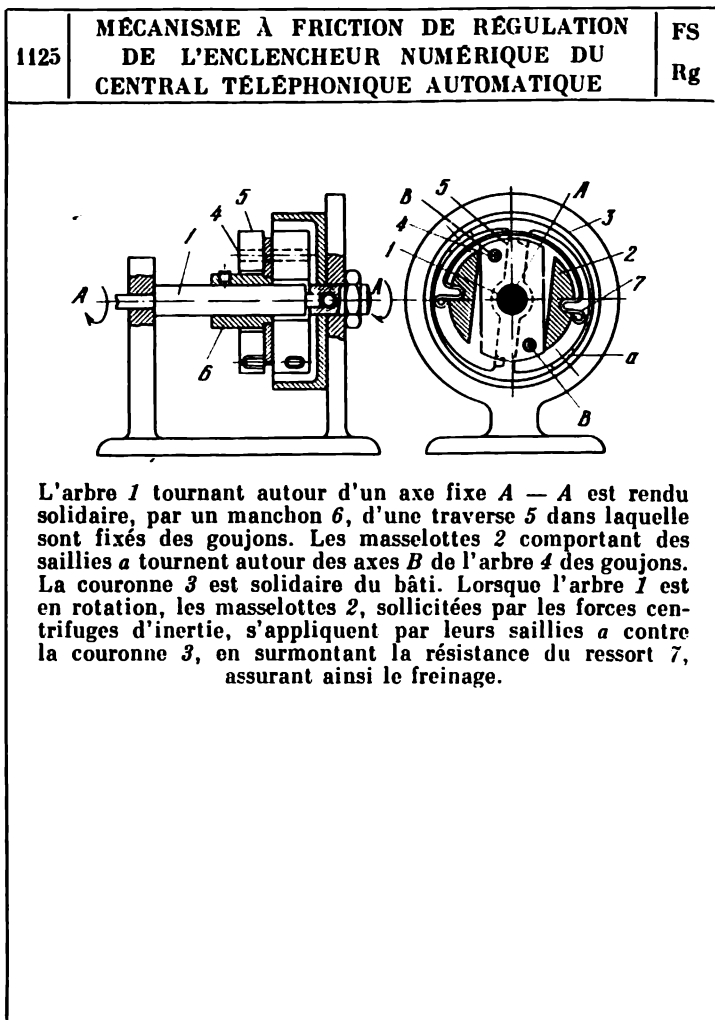 1125
MÉCANISME À FRICTION DE RÉGULATION
DE L'ENCLENCHEUR NUMÉRIQUE DU
CENTRAL TÉLÉPHONIQUE AUTOMATIQUE
FS
Rg
5
4
1
A
A
6
5
B
4
1
A
3
2
7
a
B
L'arbre 1 tournant autour d'un axe fixe A — A est rendu
solidaire, par un manchon 6, d'une traverse 5 dans laquelle
sont fixés des goujons. Les masselottes 2 comportant des
saillies a tournent autour des axes B de l'arbre 4 des goujons.
La couronne 3 est solidaire du bâti. Lorsque l'arbre 1 est
en rotation, les masselottes 2, sollicitées par les forces cen-
trifuges d'inertie, s'appliquent par leurs saillies a contre
la couronne 3, en surmontant la résistance du ressort 7,
assurant ainsi le freinage.